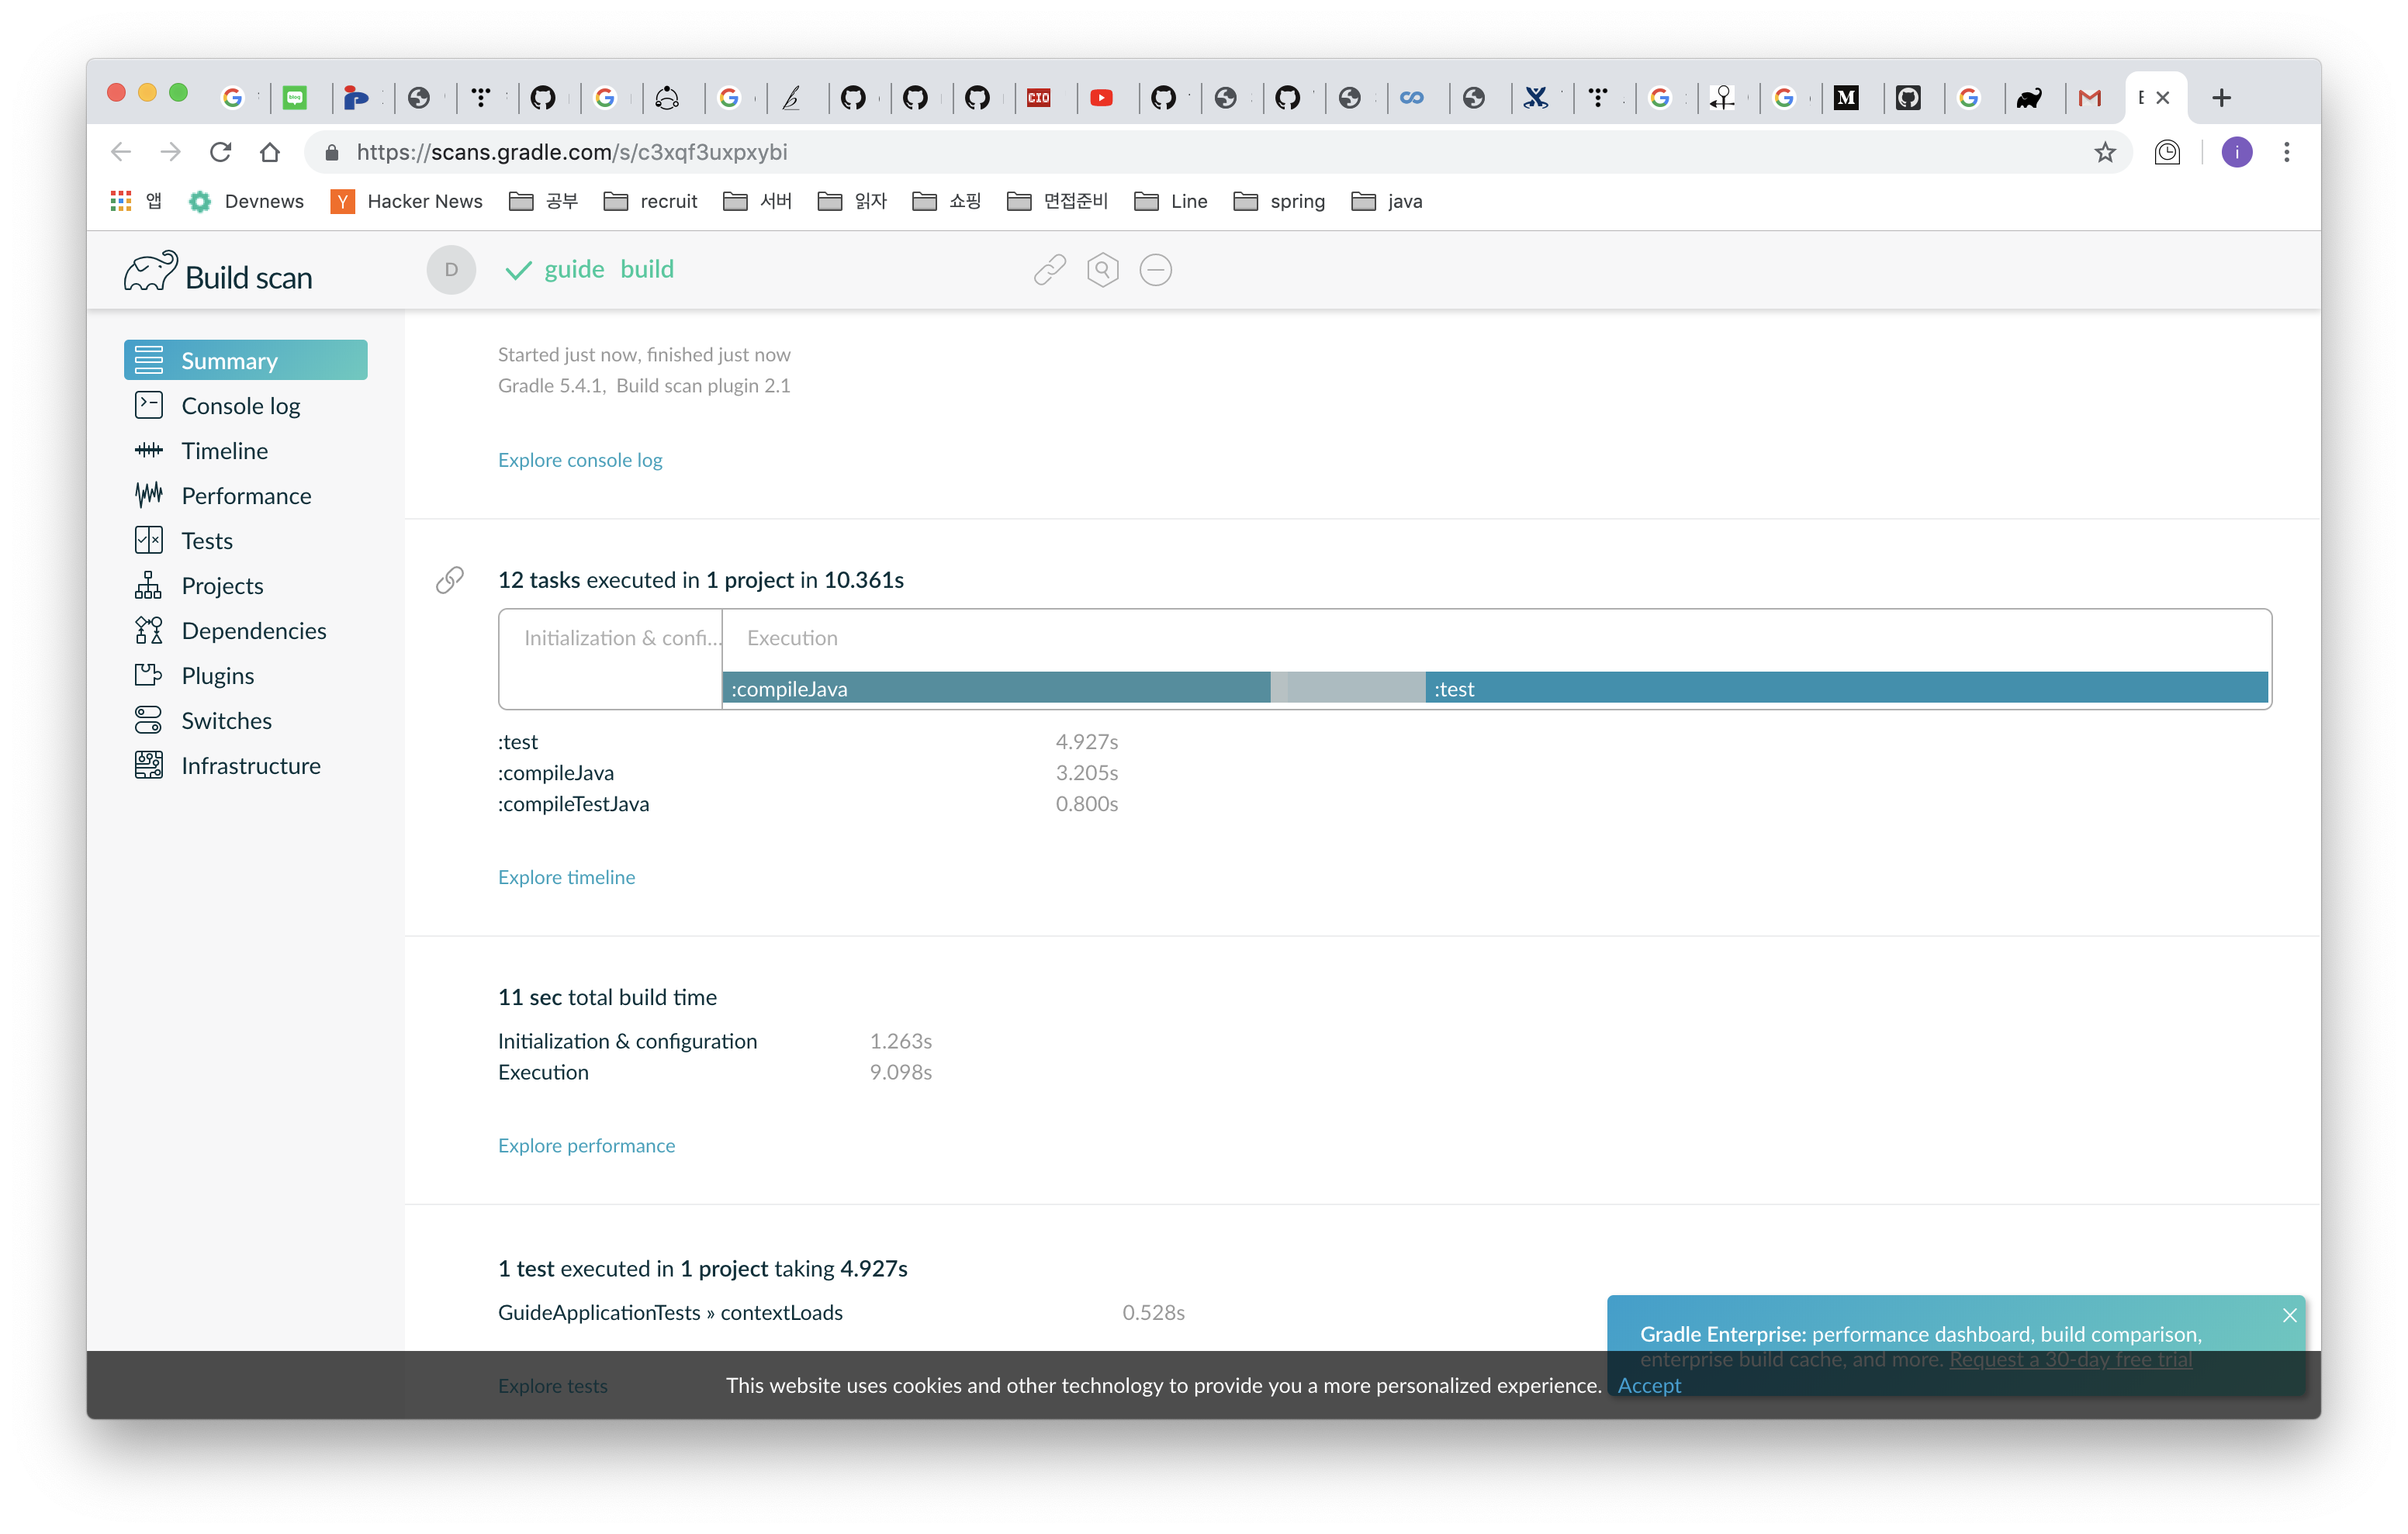 https://scans.gradle.com/s/c3xqf3uxpxybi
앱 Devnews Hacker News 공부 recruit 서버 읽자 쇼핑 면접준비 Line spring java
Build scan
D guide build
Summary
Console log
Timeline
Performance
Tests
Projects
Dependencies
Plugins
Switches
Infrastructure
Started just now, finished just now
Gradle 5.4.1, Build scan plugin 2.1
Explore console log
12 tasks executed in 1 project in 10.361s
Initialization & confi... Execution
:compileJava :test
:test 4.927s
:compileJava 3.205s
:compileTestJava 0.800s
Explore timeline
11 sec total build time
Initialization & configuration 1.263s
Execution 9.098s
Explore performance
1 test executed in 1 project taking 4.927s
GuideApplicationTests » contextLoads 0.528s
Explore tests
Gradle Enterprise: performance dashboard, build comparison,
enterprise build cache, and more. Request a 30-day free trial
This website uses cookies and other technology to provide you a more personalized experience. Accept